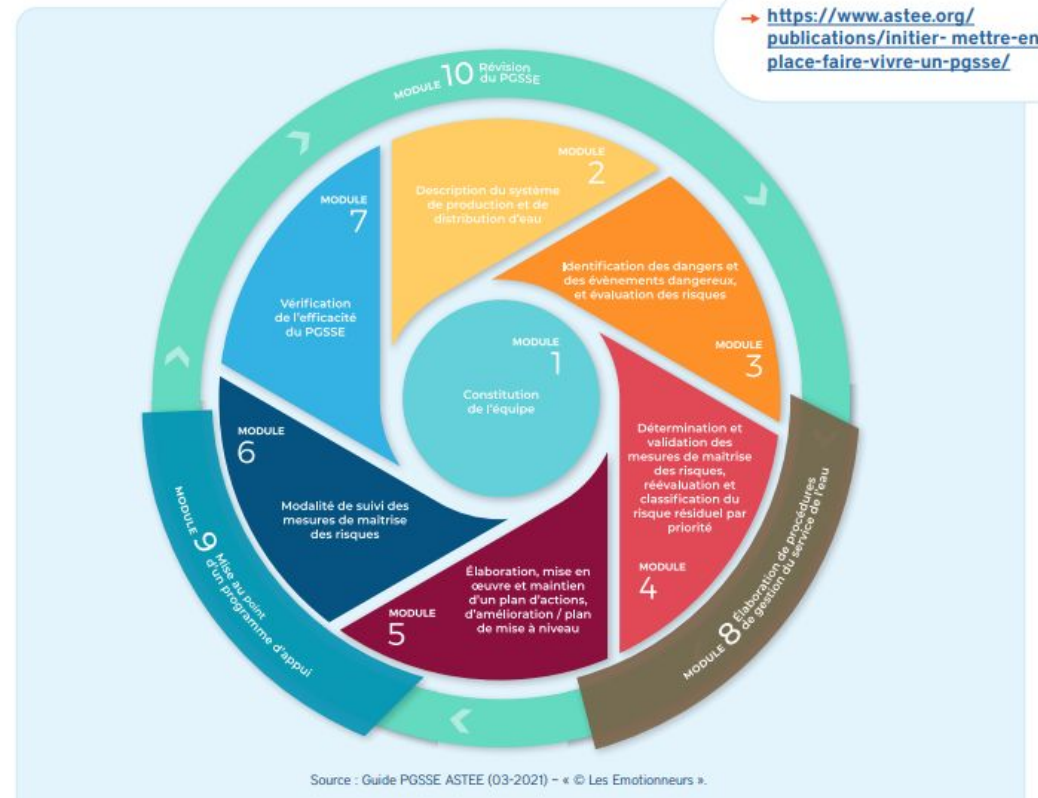 → https://www.astee.org/
publications/initier- mettre-en
place-faire-vivre-un-pgsse/
MODULE 10 Révision
du PGSSE
MODULE
2
Description du système
de production et de
distribution d'eau
MODULE
3
Identification des dangers et
des évènements dangereux,
et évaluation des risques
MODULE
1
Constitution
de l'équipe
MODULE
7
Vérification
de l'efficacité
du PGSSE
Détermination et
validation des
mesures de maîtrise
des risques,
réévaluation et
classification du
risque résiduel par
priorité
MODULE
4
MODULE
6
Modalité de suivi des
mesures de maîtrise
des risques
Élaboration, mise en
œuvre et maintien
d'un plan d'actions,
d'amélioration / plan
de mise à niveau
MODULE
5
MODULE 8 Élaboration de procédures
de gestion du service de l'eau
MODULE 9 Mise au point
d'un programme d'appui
Source : Guide PGSSE ASTEE (03-2021) – « © Les Emotionneurs ».